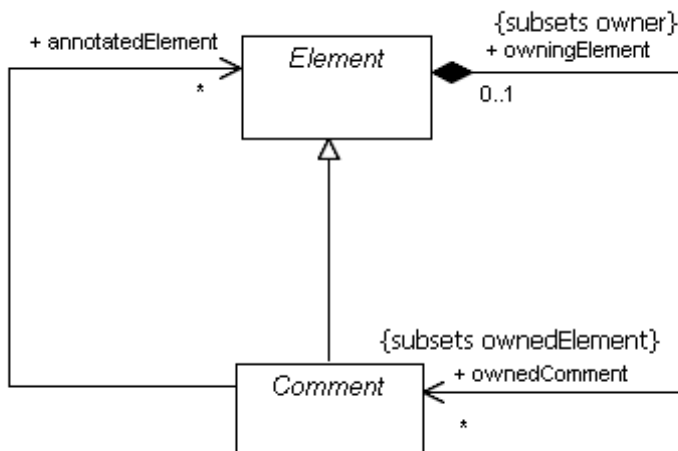 {subsets owner}
+ annotatedElement
Element
+ owningElement
*
0..1
{subsets ownedElement}
Comment
+ ownedComment
*